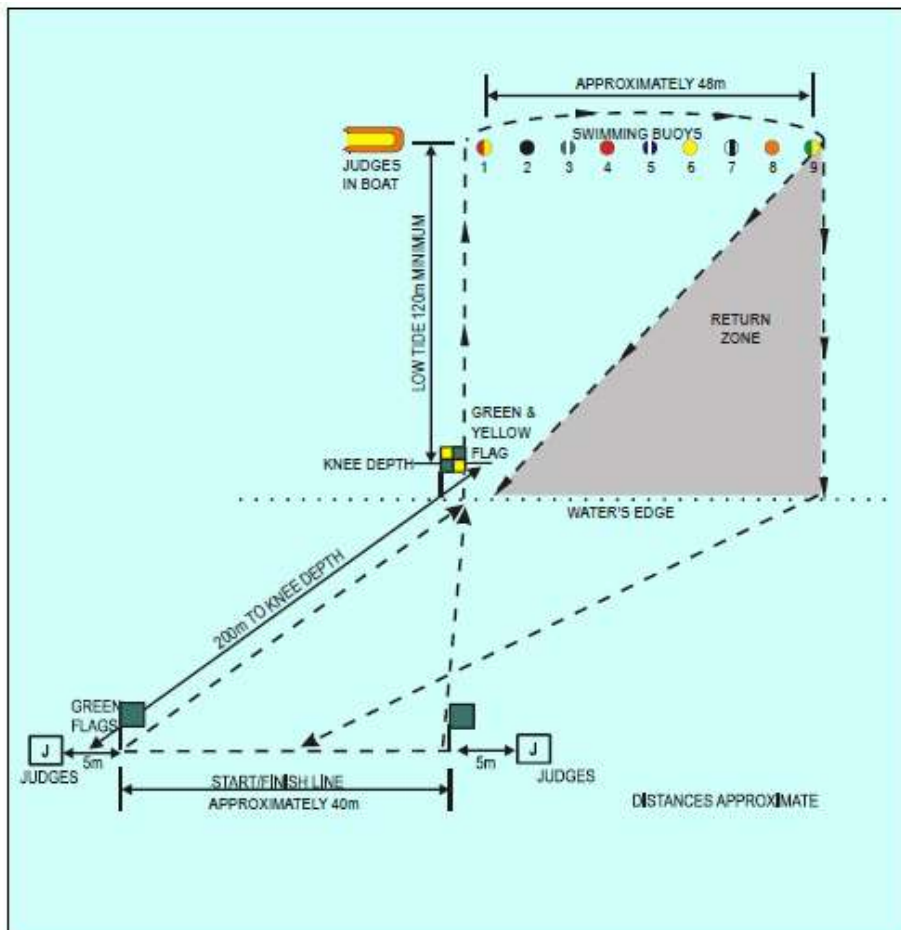 APPROXIMATELY 48m
SWIMMING BUOYS
JUDGES
IN BOAT
1 2 3 4 5 6 7 8 9
LOW TIDE 120m MINIMUM
RETURN
ZONE
GREEN &
YELLOW
FLAG
KNEE DEPTH
WATER'S EDGE
200m TO KNEE DEPTH
GREEN
FLAGS
J
JUDGES
5m
5m
J
JUDGES
START/FINISH LINE
APPROXIMATELY 40m
DISTANCES APPROXIMATE